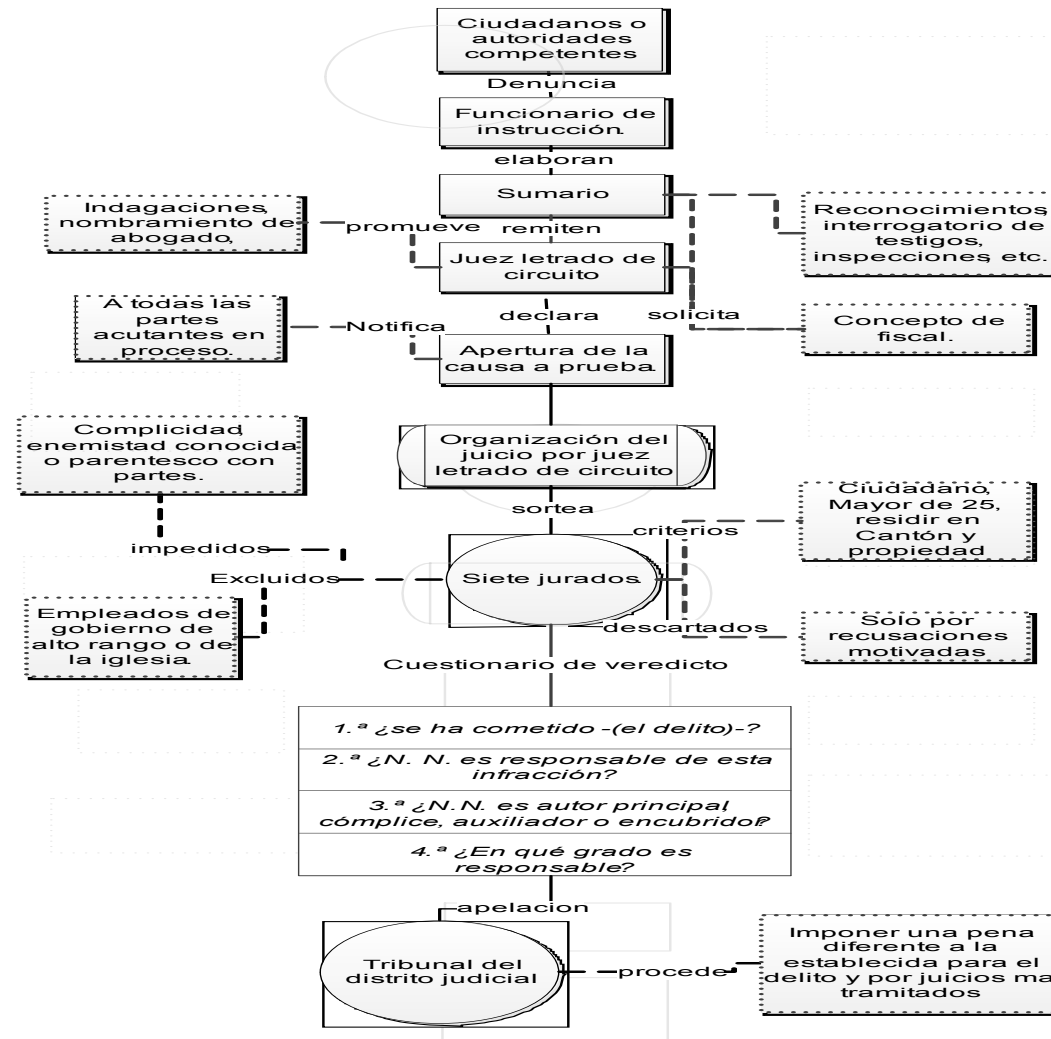 Ciudadanos o
autoridades
competentes
Denuncia
Funcionario de
instrucción.
elaboran
Sumario
Indagaciones,
nombramiento de
abogado,
promueve
remiten
Reconocimientos,
interrogatorio de
testigos,
inspecciones, etc.
Juez letrado de
circuito
A todas las
partes
acutantes en
proceso.
Notifica
declara
solicita
Concepto de
fiscal.
Apertura de la
causa a prueba.
Complicidad,
enemistad conocida
o parentesco con
partes.
Organización del
juicio por juez
letrado de circuito
sortea
criterios
Ciudadano,
Mayor de 25,
residir en
Cantón y
propiedad
impedidos
Excluidos
Siete jurados.
Empleados de
gobierno de
alto rango o de
la iglesia.
descartados
Solo por
recusaciones
motivadas
Cuestionario de veredicto
1.ª ¿se ha cometido -(el delito)-?
2.ª ¿N. N. es responsable de esta
infracción?
3.ª ¿N. N. es autor principal,
cómplice, auxiliador o encubridor?
4.ª ¿En qué grado es
responsable?
apelacion
Tribunal del
distrito judicial
procede
Imponer una pena
diferente a la
establecida para el
delito y por juicios ma
tramitados